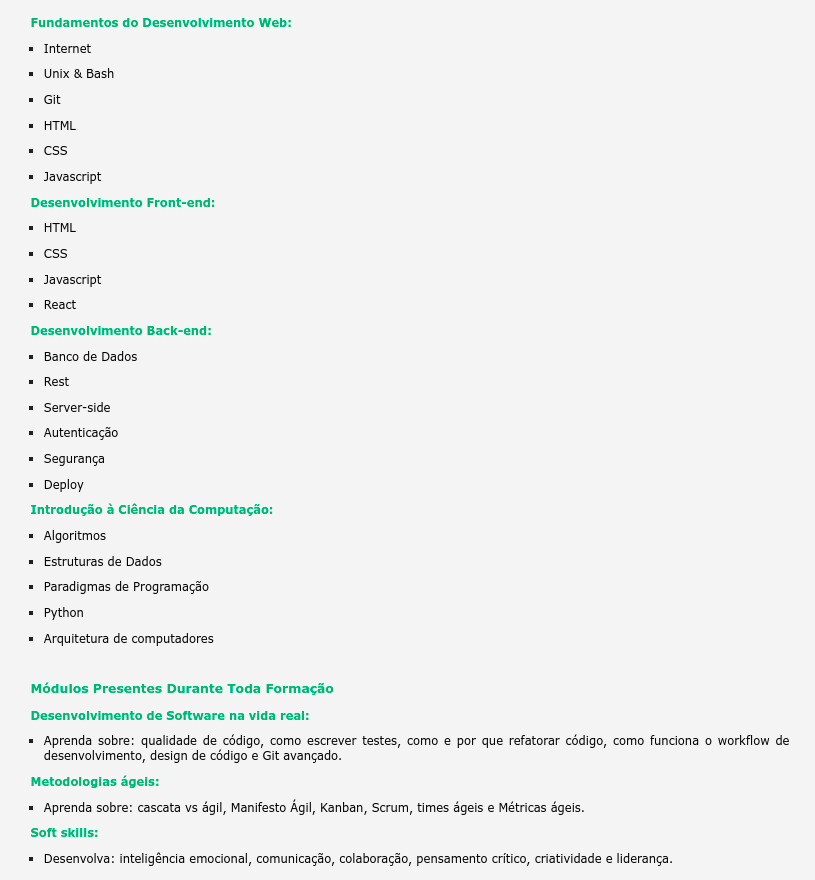 Fundamentos do Desenvolvimento Web:
Internet
Unix & Bash
Git
HTML
CSS
Javascript
Desenvolvimento Front-end:
HTML
CSS
Javascript
React
Desenvolvimento Back-end:
Banco de Dados
Rest
Server-side
Autenticação
Segurança
Deploy
Introdução à Ciência da Computação:
Algoritmos
Estruturas de Dados
Paradigmas de Programação
Python
Arquitetura de computadores
Módulos Presentes Durante Toda Formação
Desenvolvimento de Software na vida real:
Aprenda sobre: qualidade de código, como escrever testes, como e por que refatorar código, como funciona o workflow de
desenvolvimento, design de código e Git avançado.
Metodologias ágeis:
Aprenda sobre: cascata vs ágil, Manifesto Ágil, Kanban, Scrum, times ágeis e Métricas ágeis.
Soft skills:
Desenvolva: inteligência emocional, comunicação, colaboração, pensamento crítico, criatividade e liderança.